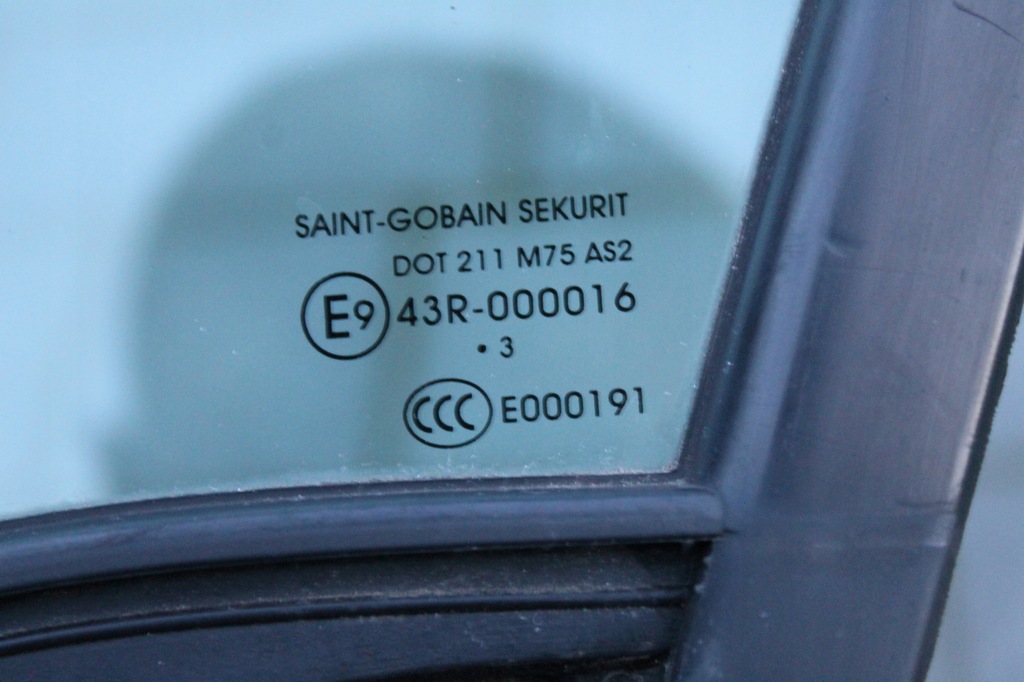 SAINT-GOBAIN SEKURIT
DOT 211 M75 AS2
E9 43R-000016
• 3
CCC E000191